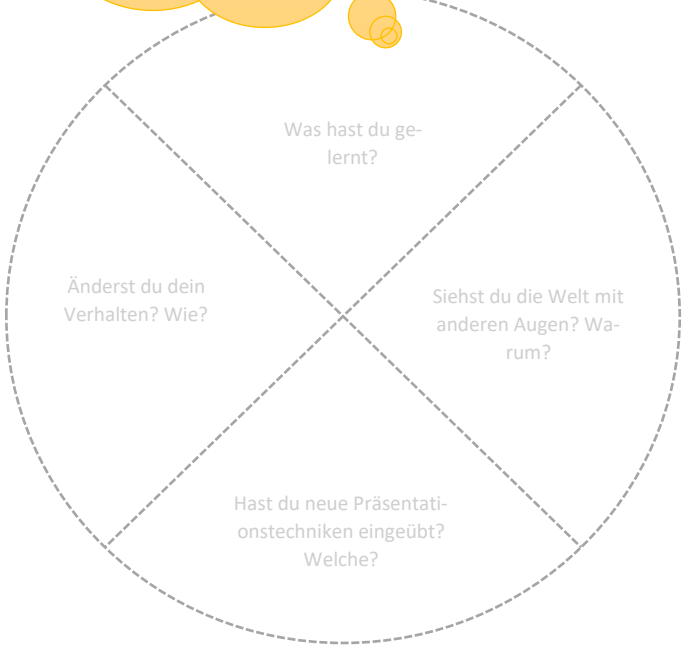 Was hast du ge-
lernt?
Änderst du dein
Verhalten? Wie?
Siehst du die Welt mit
anderen Augen? Wa-
rum?
Hast du neue Präsentati-
onstechniken eingeübt?
Welche?